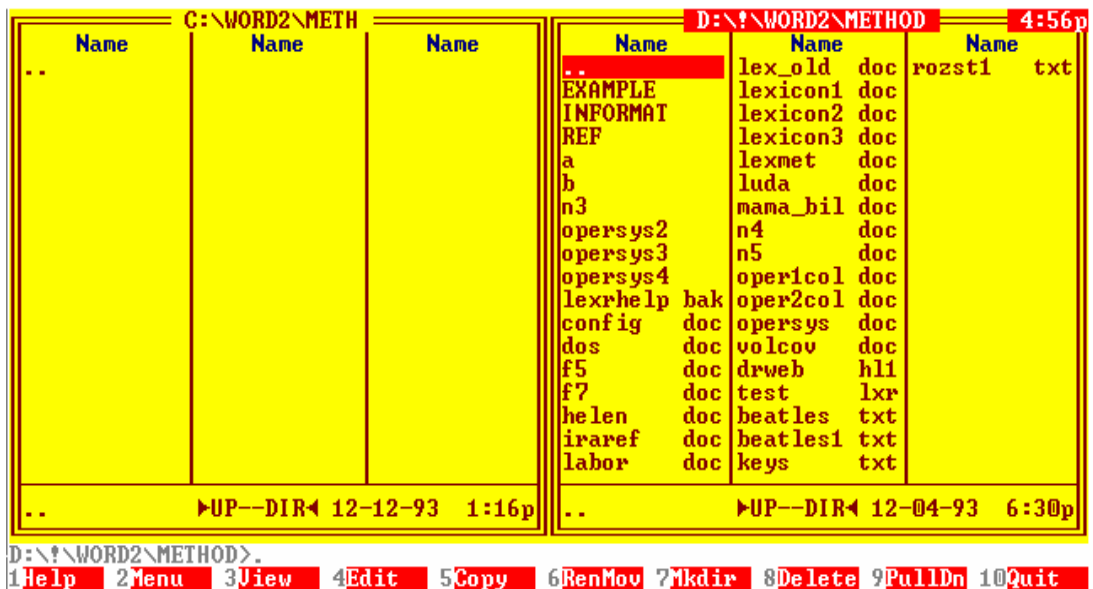 C:\WORD2\METH D:\!\WORD2\METHOD 4:56p
Name Name Name Name Name Name
.. .. lex_old doc rozst1 txt
EXAMPLE lexicon1 doc
INFORMAT lexicon2 doc
REF lexicon3 doc
a lexmet doc
b luda doc
n3 mama_bil doc
opersys2 n4 doc
opersys3 n5 doc
opersys4 oper1col doc
lexrhelp bak oper2col doc
config doc opersys doc
dos doc volcov doc
f5 doc drweb hl1
f7 doc test lxr
helen doc beatles txt
iraref doc beatles1 txt
labor doc keys txt
.. ►UP--DIR◄ 12-12-93 1:16p .. ►UP--DIR◄ 12-04-93 6:30p
D:\!\WORD2\METHOD>.
1Help 2Menu 3View 4Edit 5Copy 6RenMov 7Mkdir 8Delete 9PullDn 10Quit